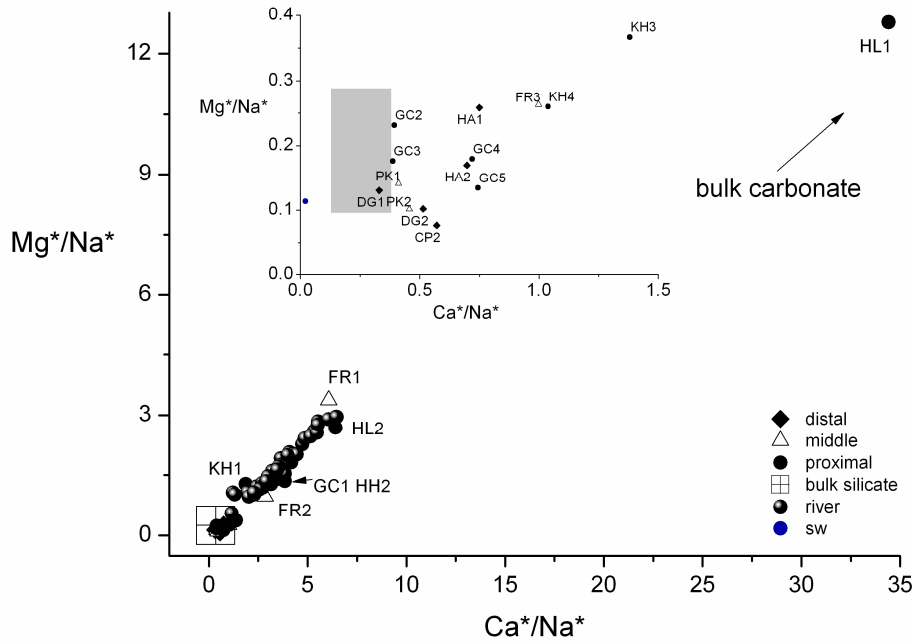 0.4
KH3
12
HL1
0.3
Mg*/Na*
FR3 KH4
HA1
GC2
0.2
GC3
GC4
9
PK1
HA2
GC5
bulk carbonate
DG1 PK2
0.1
DG2
CP2
Mg*/Na*
0.0
0.0 0.5 1.0 1.5
6
Ca*/Na*
FR1
3
HL2
distal
middle
KH1
proximal
GC1 HH2
bulk silicate
FR2
river
sw
0
0 5 10 15 20 25 30 35
Ca*/Na*